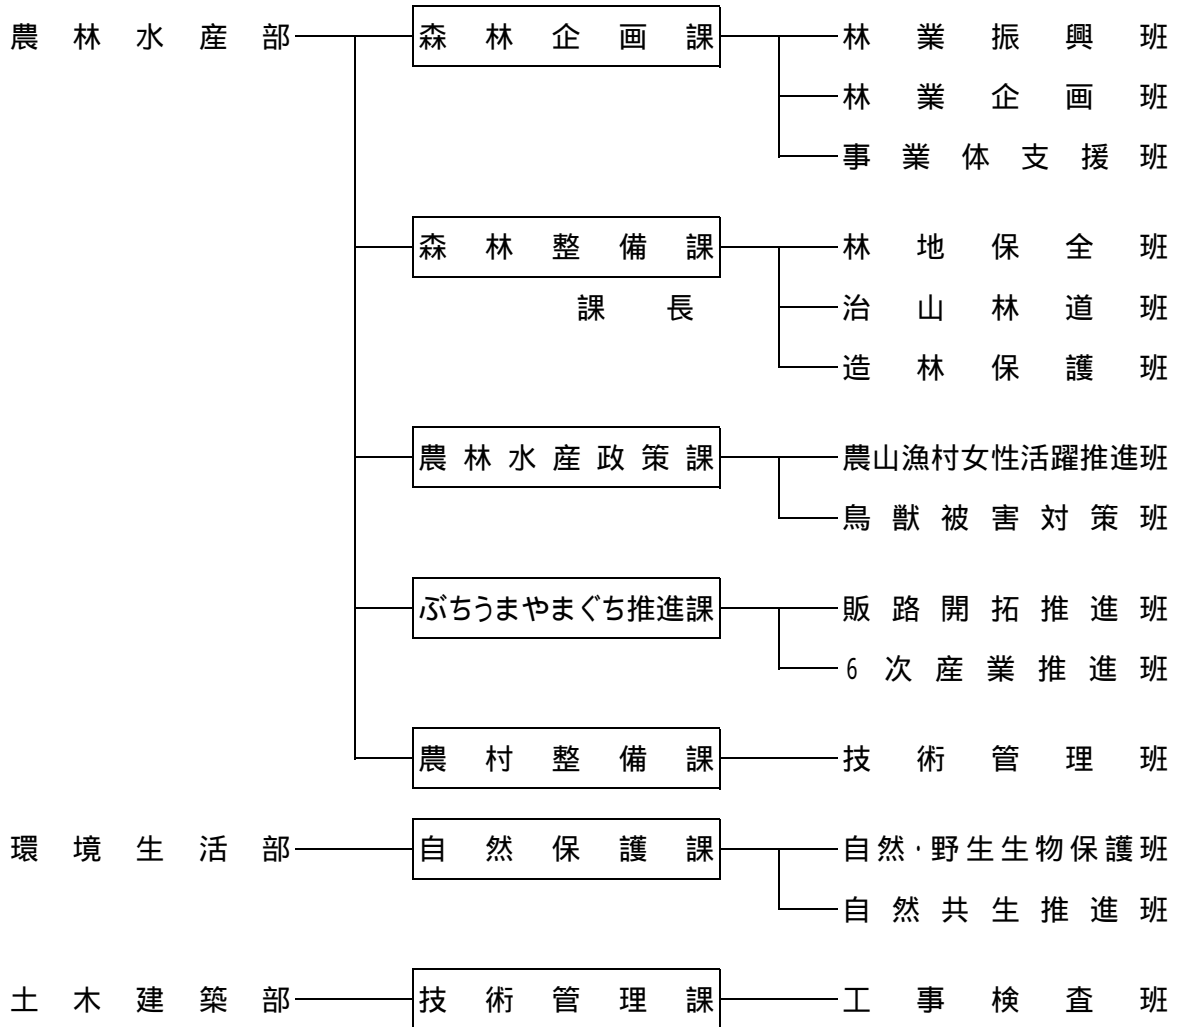 農林水産部 森林企画課 林業振興班
林業企画班
事業体支援班
森林整備課 林地保全班
課長 治山林道班
造林保護班
農林水産政策課 農山漁村女性活躍推進班
鳥獣被害対策班
ぶちうまやまぐち推進課 販路開拓推進班
6次産業推進班
農村整備課 技術管理班
環境生活部 自然保護課 自然・野生生物保護班
自然共生推進班
土木建築部 技術管理課 工事検査班